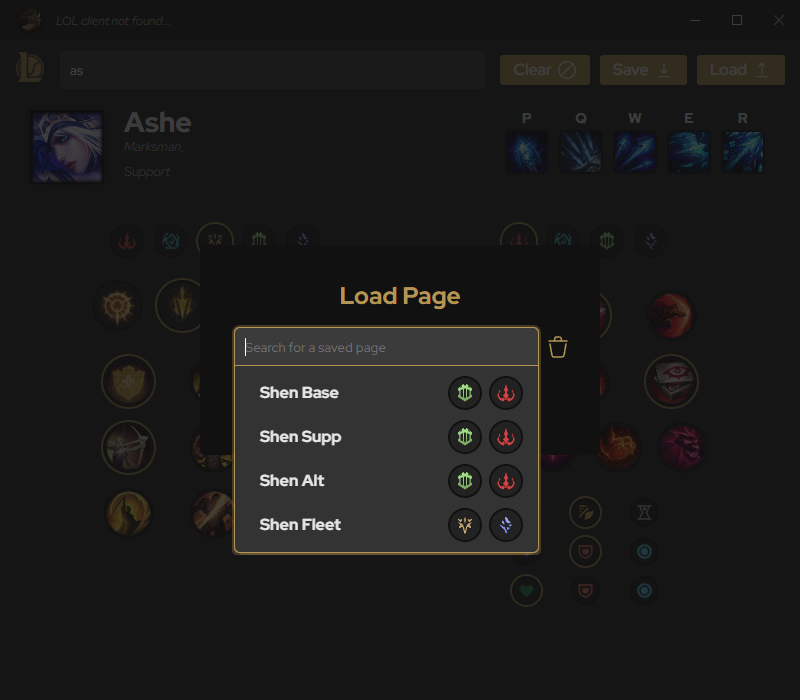 LOL client not found...
as
Clear
Save
Load
Ashe
Marksman,
Support
P Q W E R
Load Page
Search for a saved page
Shen Base
Shen Supp
Shen Alt
Shen Fleet